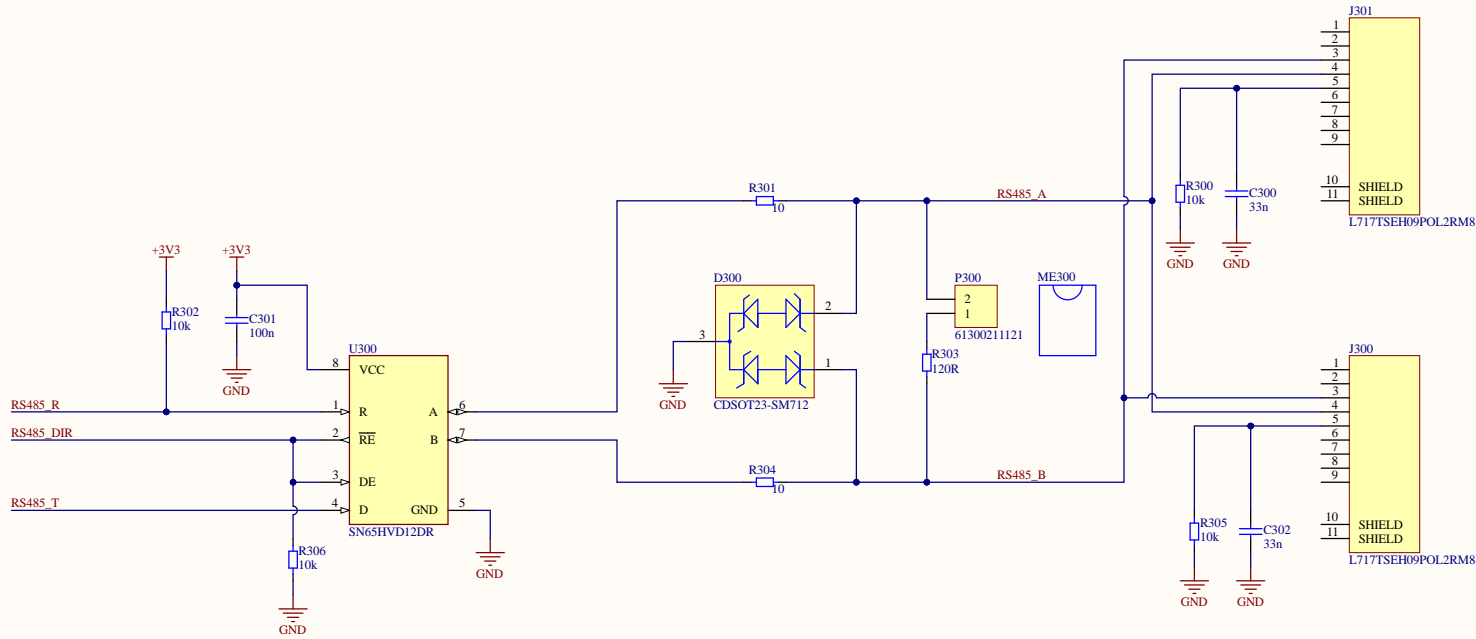 J301
1
2
3
4
5
6
7
8
9
10 SHIELD
11 SHIELD
L717TSEH09POL2RM8
R300
10k
C300
33n
GND
GND
R301
10
RS485_A
+3V3
+3V3
R302
10k
C301
100n
GND
D300
3
2
1
CDSOT23-SM712
GND
P300
2
1
61300211121
R303
120R
ME300
U300
8 VCC
1 R
2 RE
3 DE
4 D
A 6
B 7
GND 5
SN65HVD12DR
RS485_R
RS485_DIR
RS485_T
R306
10k
GND
GND
R304
10
RS485_B
J300
1
2
3
4
5
6
7
8
9
10 SHIELD
11 SHIELD
L717TSEH09POL2RM8
R305
10k
C302
33n
GND
GND